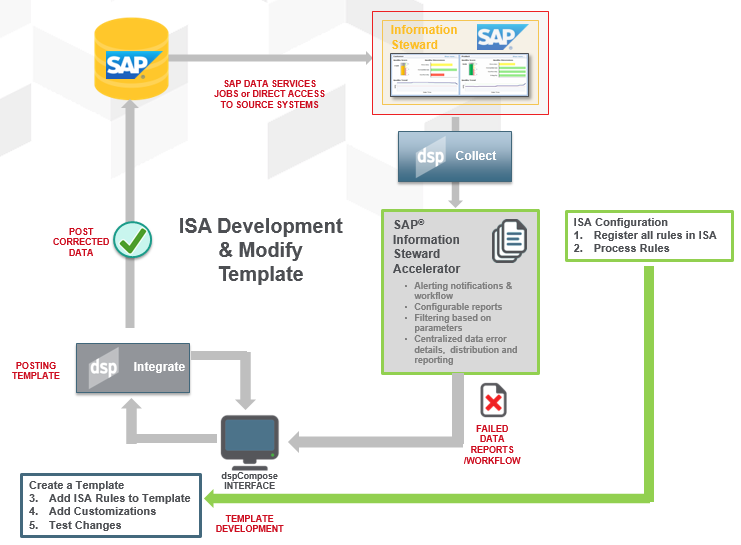 SAP
SAP DATA SERVICES
JOBS or DIRECT ACCESS
TO SOURCE SYSTEMS
Information
Steward
SAP
dsp Collect
SAP®
Information
Steward
Accelerator
• Alerting notifications &
workflow
• Configurable reports
• Filtering based on
parameters
• Centralized data error
details, distribution and
reporting
ISA Configuration
1. Register all rules in ISA
2. Process Rules
ISA Development
& Modify
Template
POST
CORRECTED
DATA
POSTING
TEMPLATE
dsp Integrate
dspCompose
INTERFACE
FAILED
DATA
REPORTS
/WORKFLOW
Create a Template
3. Add ISA Rules to Template
4. Add Customizations
5. Test Changes
TEMPLATE
DEVELOPMENT